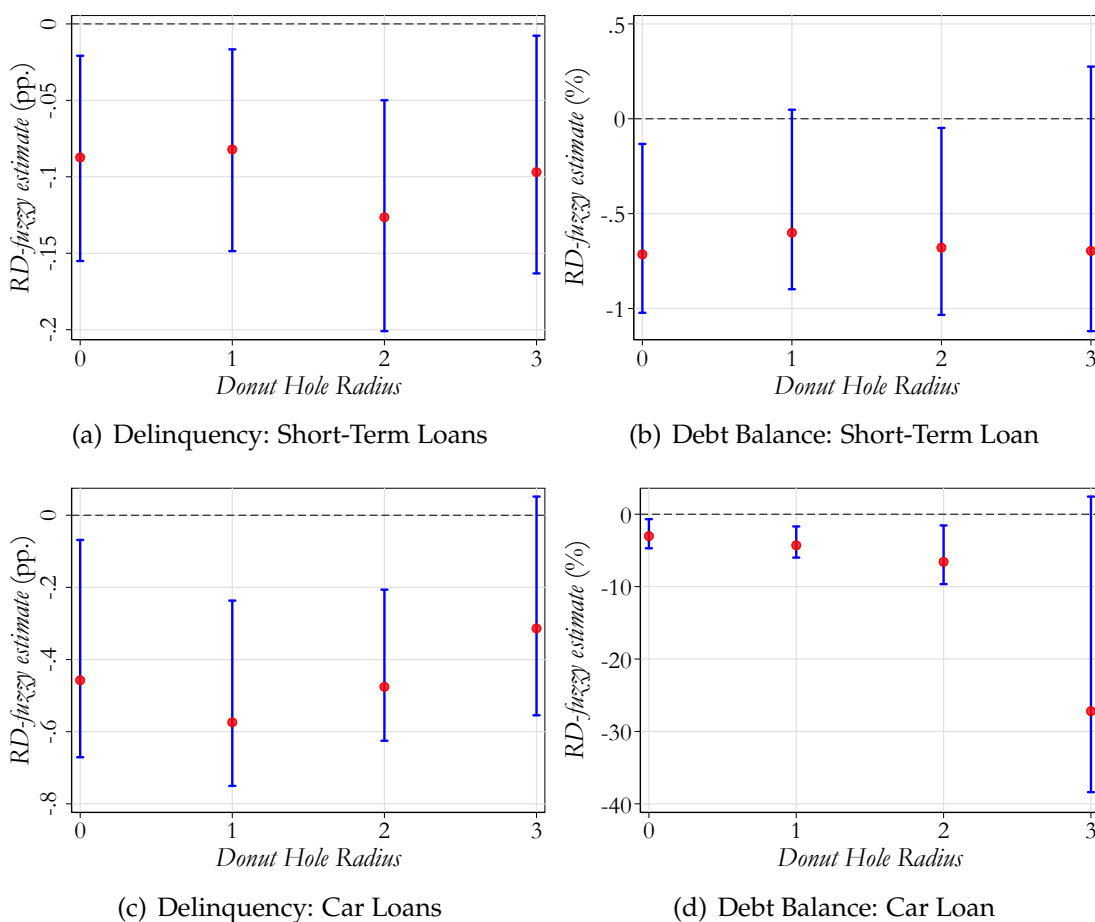 RD-fuzzy estimate (pp.)
0
-.05
-.1
-.15
-.2
0 1 2 3
Donut Hole Radius
(a) Delinquency: Short-Term Loans
RD-fuzzy estimate (%)
.5
0
-.5
-1
0 1 2 3
Donut Hole Radius
(b) Debt Balance: Short-Term Loan
RD-fuzzy estimate (pp.)
0
-.2
-.4
-.6
-.8
0 1 2 3
Donut Hole Radius
(c) Delinquency: Car Loans
RD-fuzzy estimate (%)
0
-10
-20
-30
-40
0 1 2 3
Donut Hole Radius
(d) Debt Balance: Car Loan